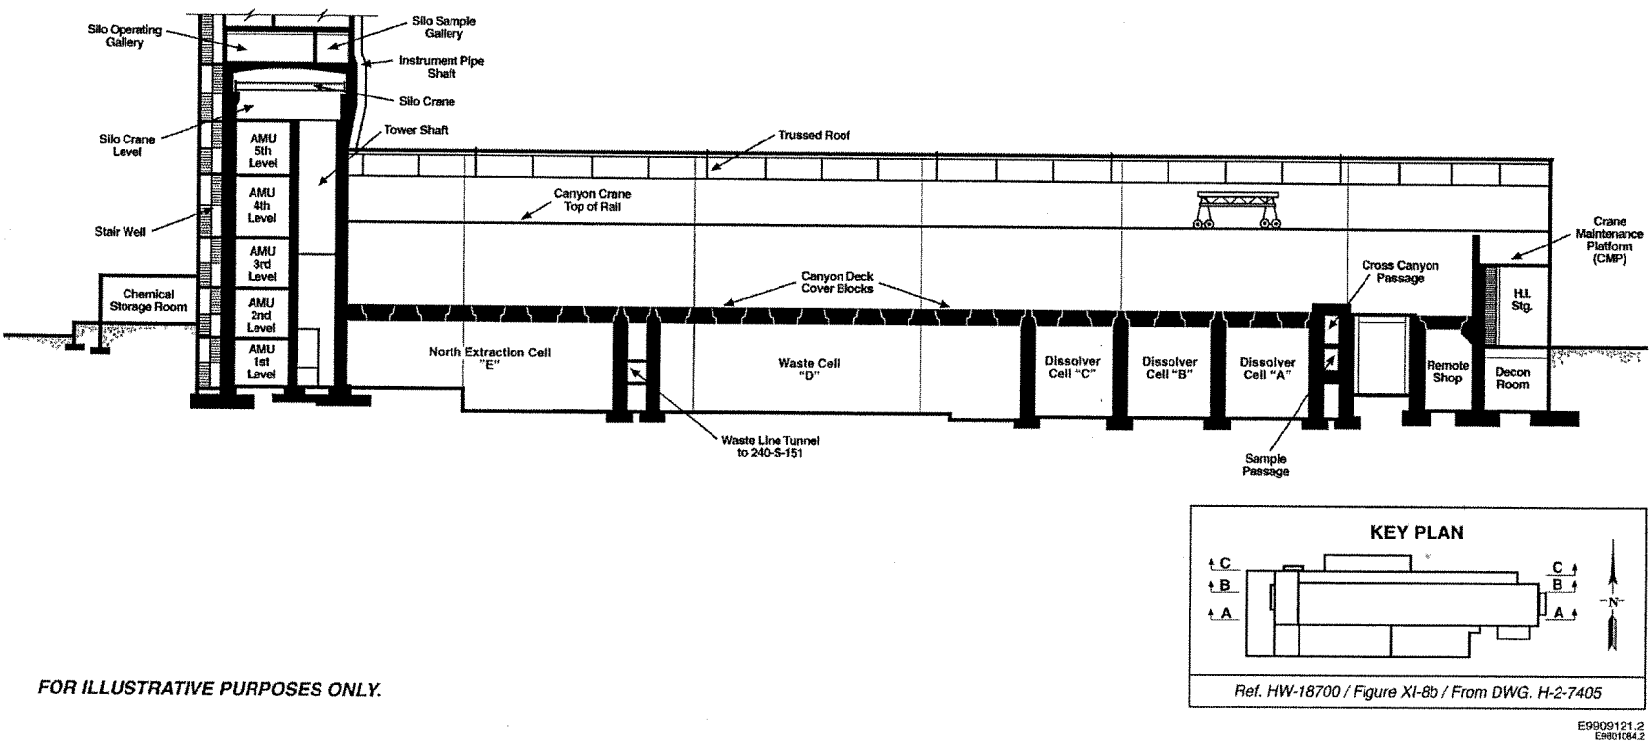 Silo Operating
Gallery
Silo Sample
Gallery
Instrument Pipe
Shaft
Silo Crane
Silo Crane
Level
Tower Shaft
AMU
5th
Level
AMU
4th
Level
AMU
3rd
Level
AMU
2nd
Level
AMU
1st
Level
Stair Well
Chemical
Storage Room
Trussed Roof
Canyon Crane
Top of Rail
Canyon Deck
Cover Blocks
Crane
Maintenance
Platform
(CMP)
Cross Canyon
Passage
H.I.
Stg.
North Extraction Cell
"E"
Waste Cell
"D"
Dissolver
Cell "C"
Dissolver
Cell "B"
Dissolver
Cell "A"
Remote
Shop
Decon
Room
Waste Line Tunnel
to 240-S-151
Sample
Passage
KEY PLAN
C
B
A
C
B
A
N
Ref. HW-18700 / Figure XI-8b / From DWG. H-2-7405
FOR ILLUSTRATIVE PURPOSES ONLY.
E9909121.2
E9801084.2